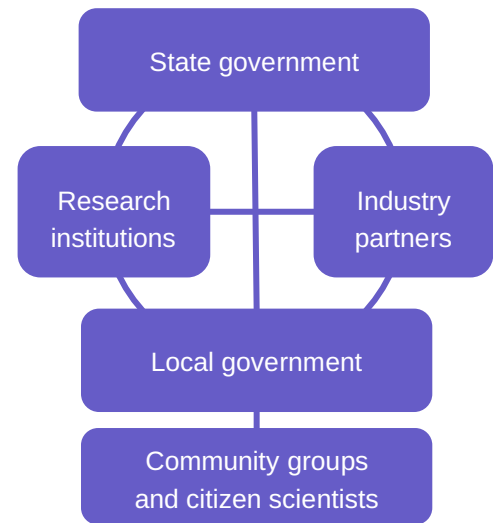 State government
Research
institutions
Industry
partners
Local government
Community groups
and citizen scientists